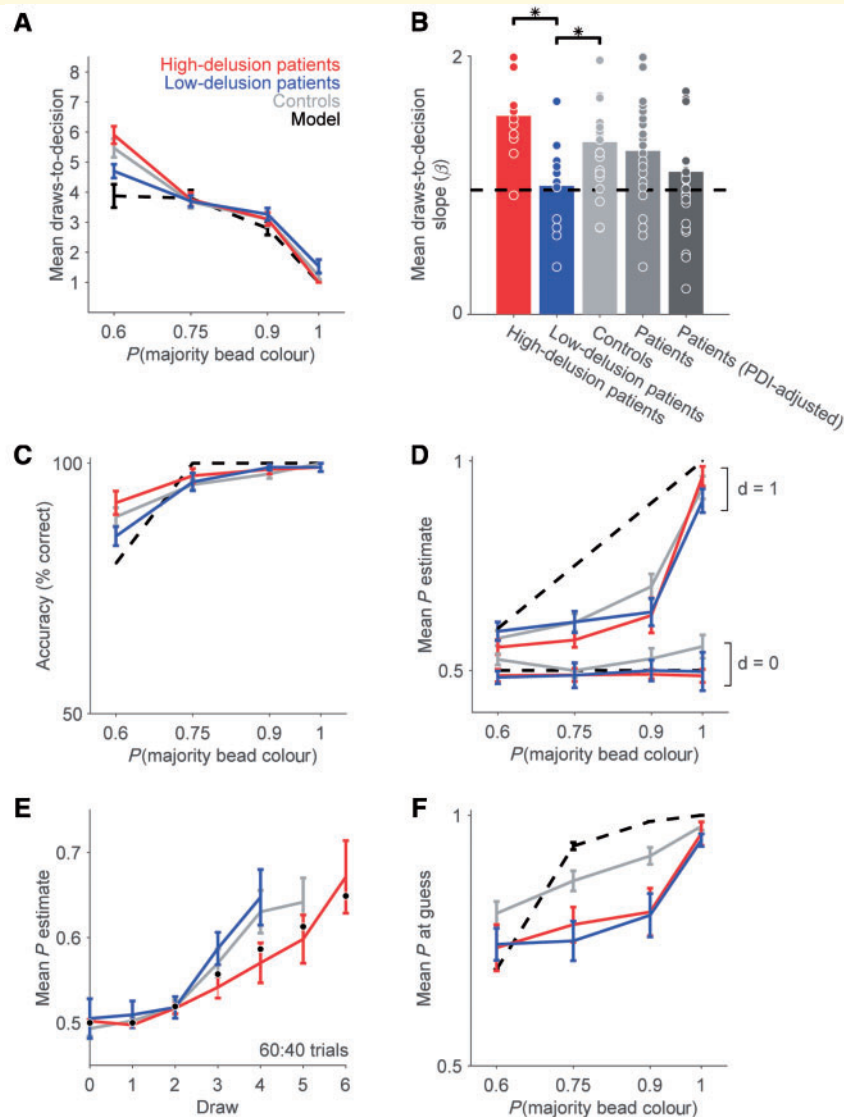 A
High-delusion patients
Low-delusion patients
Controls
Model
Mean draws-to-decision
8
7
6
5
4
3
2
1
0.6 0.75 0.9 1
P(majority bead colour)
B
* *
Mean draws-to-decision
slope (β)
2
0
High-delusion patients
Low-delusion patients
Controls
Patients
Patients (PDI-adjusted)
C
Accuracy (% correct)
100
50
0.6 0.75 0.9 1
P(majority bead colour)
D
Mean P estimate
1
0.5
d = 1
d = 0
0.6 0.75 0.9 1
P(majority bead colour)
E
Mean P estimate
0.7
0.6
0.5
60:40 trials
0 1 2 3 4 5 6
Draw
F
Mean P at guess
1
0.5
0.6 0.75 0.9 1
P(majority bead colour)